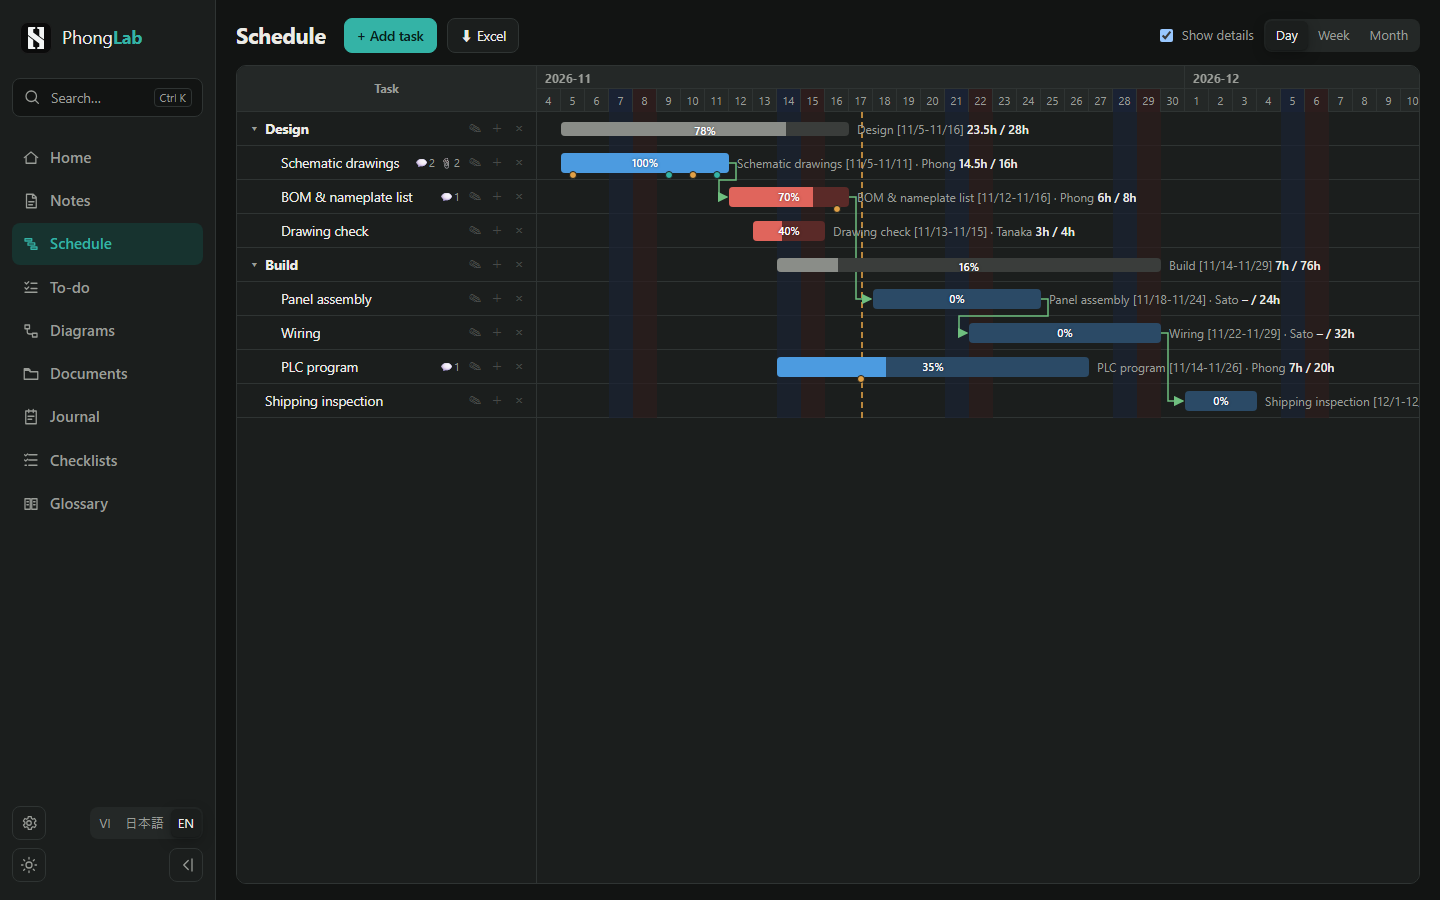 PhongLab
Search...
Ctrl K
Home
Notes
Schedule
To-do
Diagrams
Documents
Journal
Checklists
Glossary
VI 日本語 EN
Schedule
+ Add task
Excel
Show details
Day Week Month
Task
2026-11 2026-12
4 5 6 7 8 9 10 11 12 13 14 15 16 17 18 19 20 21 22 23 24 25 26 27 28 29 30 1 2 3 4 5 6 7 8 9 10
Design 78% Design [11/5-11/16] 23.5h / 28h
Schematic drawings 2 2 100% Schematic drawings [11/5-11/11] · Phong 14.5h / 16h
BOM & nameplate list 1 70% BOM & nameplate list [11/12-11/16] · Phong 6h / 8h
Drawing check 40% Drawing check [11/13-11/15] · Tanaka 3h / 4h
Build 16% Build [11/14-11/29] 7h / 76h
Panel assembly 0% Panel assembly [11/18-11/24] · Sato – / 24h
Wiring 0% Wiring [11/22-11/29] · Sato – / 32h
PLC program 1 35% PLC program [11/14-11/26] · Phong 7h / 20h
Shipping inspection 0% Shipping inspection [12/1-12